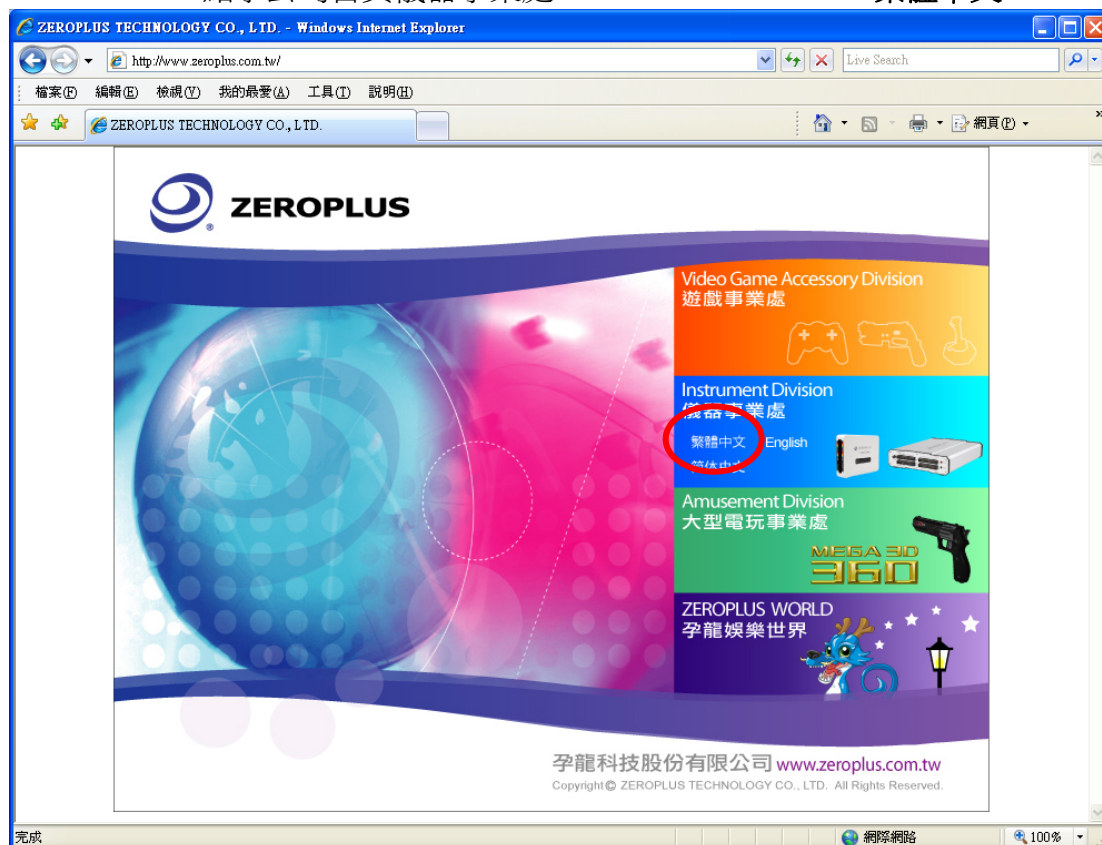 ZEROPLUS TECHNOLOGY CO., LTD. - Windows Internet Explorer
http://www.zeroplus.com.tw/
Live Search
檔案(F) 編輯(E) 檢視(V) 我的最愛(A) 工具(T) 說明(H)
ZEROPLUS TECHNOLOGY CO., LTD.
網頁(P)
ZEROPLUS
Video Game Accessory Division
遊戲事業處
Instrument Division
儀器事業處
繁體中文 English
简体中文
Amusement Division
大型電玩事業處
MEGA 3D
360
ZEROPLUS WORLD
孕龍娛樂世界
孕龍科技股份有限公司 www.zeroplus.com.tw
Copyright© ZEROPLUS TECHNOLOGY CO., LTD. All Rights Reserved.
完成 網際網路 100%